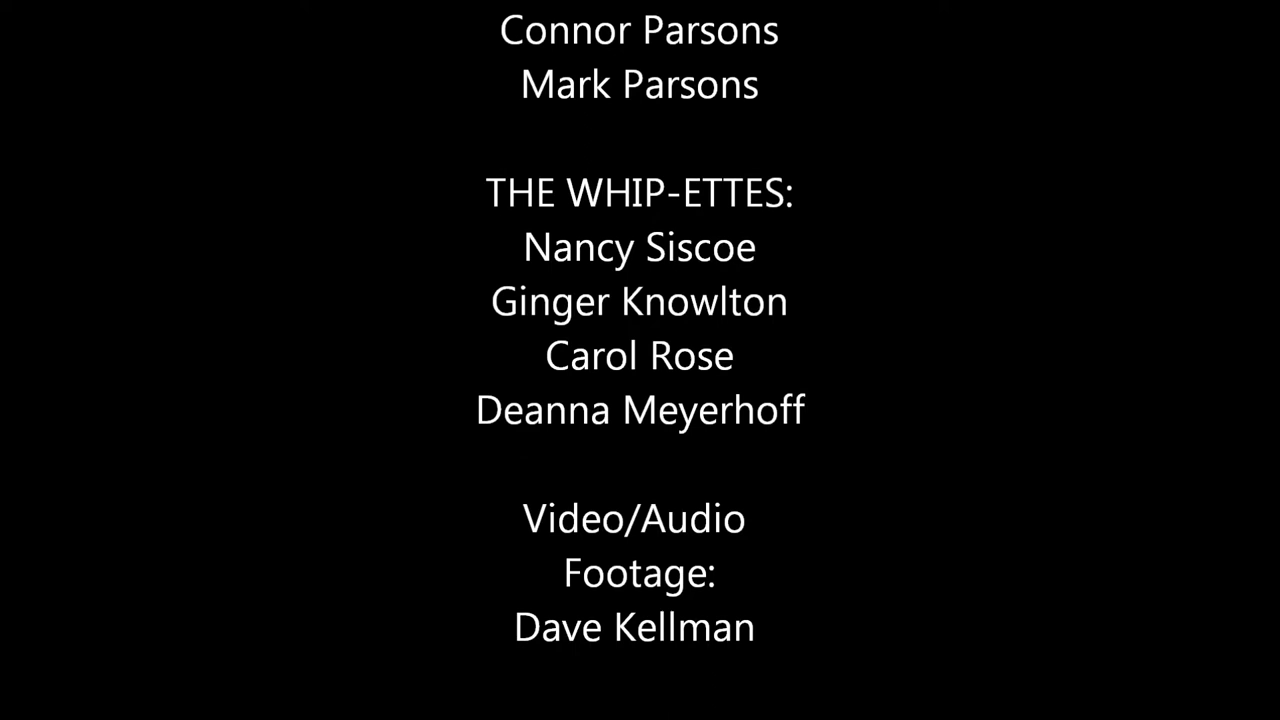 Connor Parsons
Mark Parsons
THE WHIP-ETTES:
Nancy Siscoe
Ginger Knowlton
Carol Rose
Deanna Meyerhoff
Video/Audio
Footage:
Dave Kellman